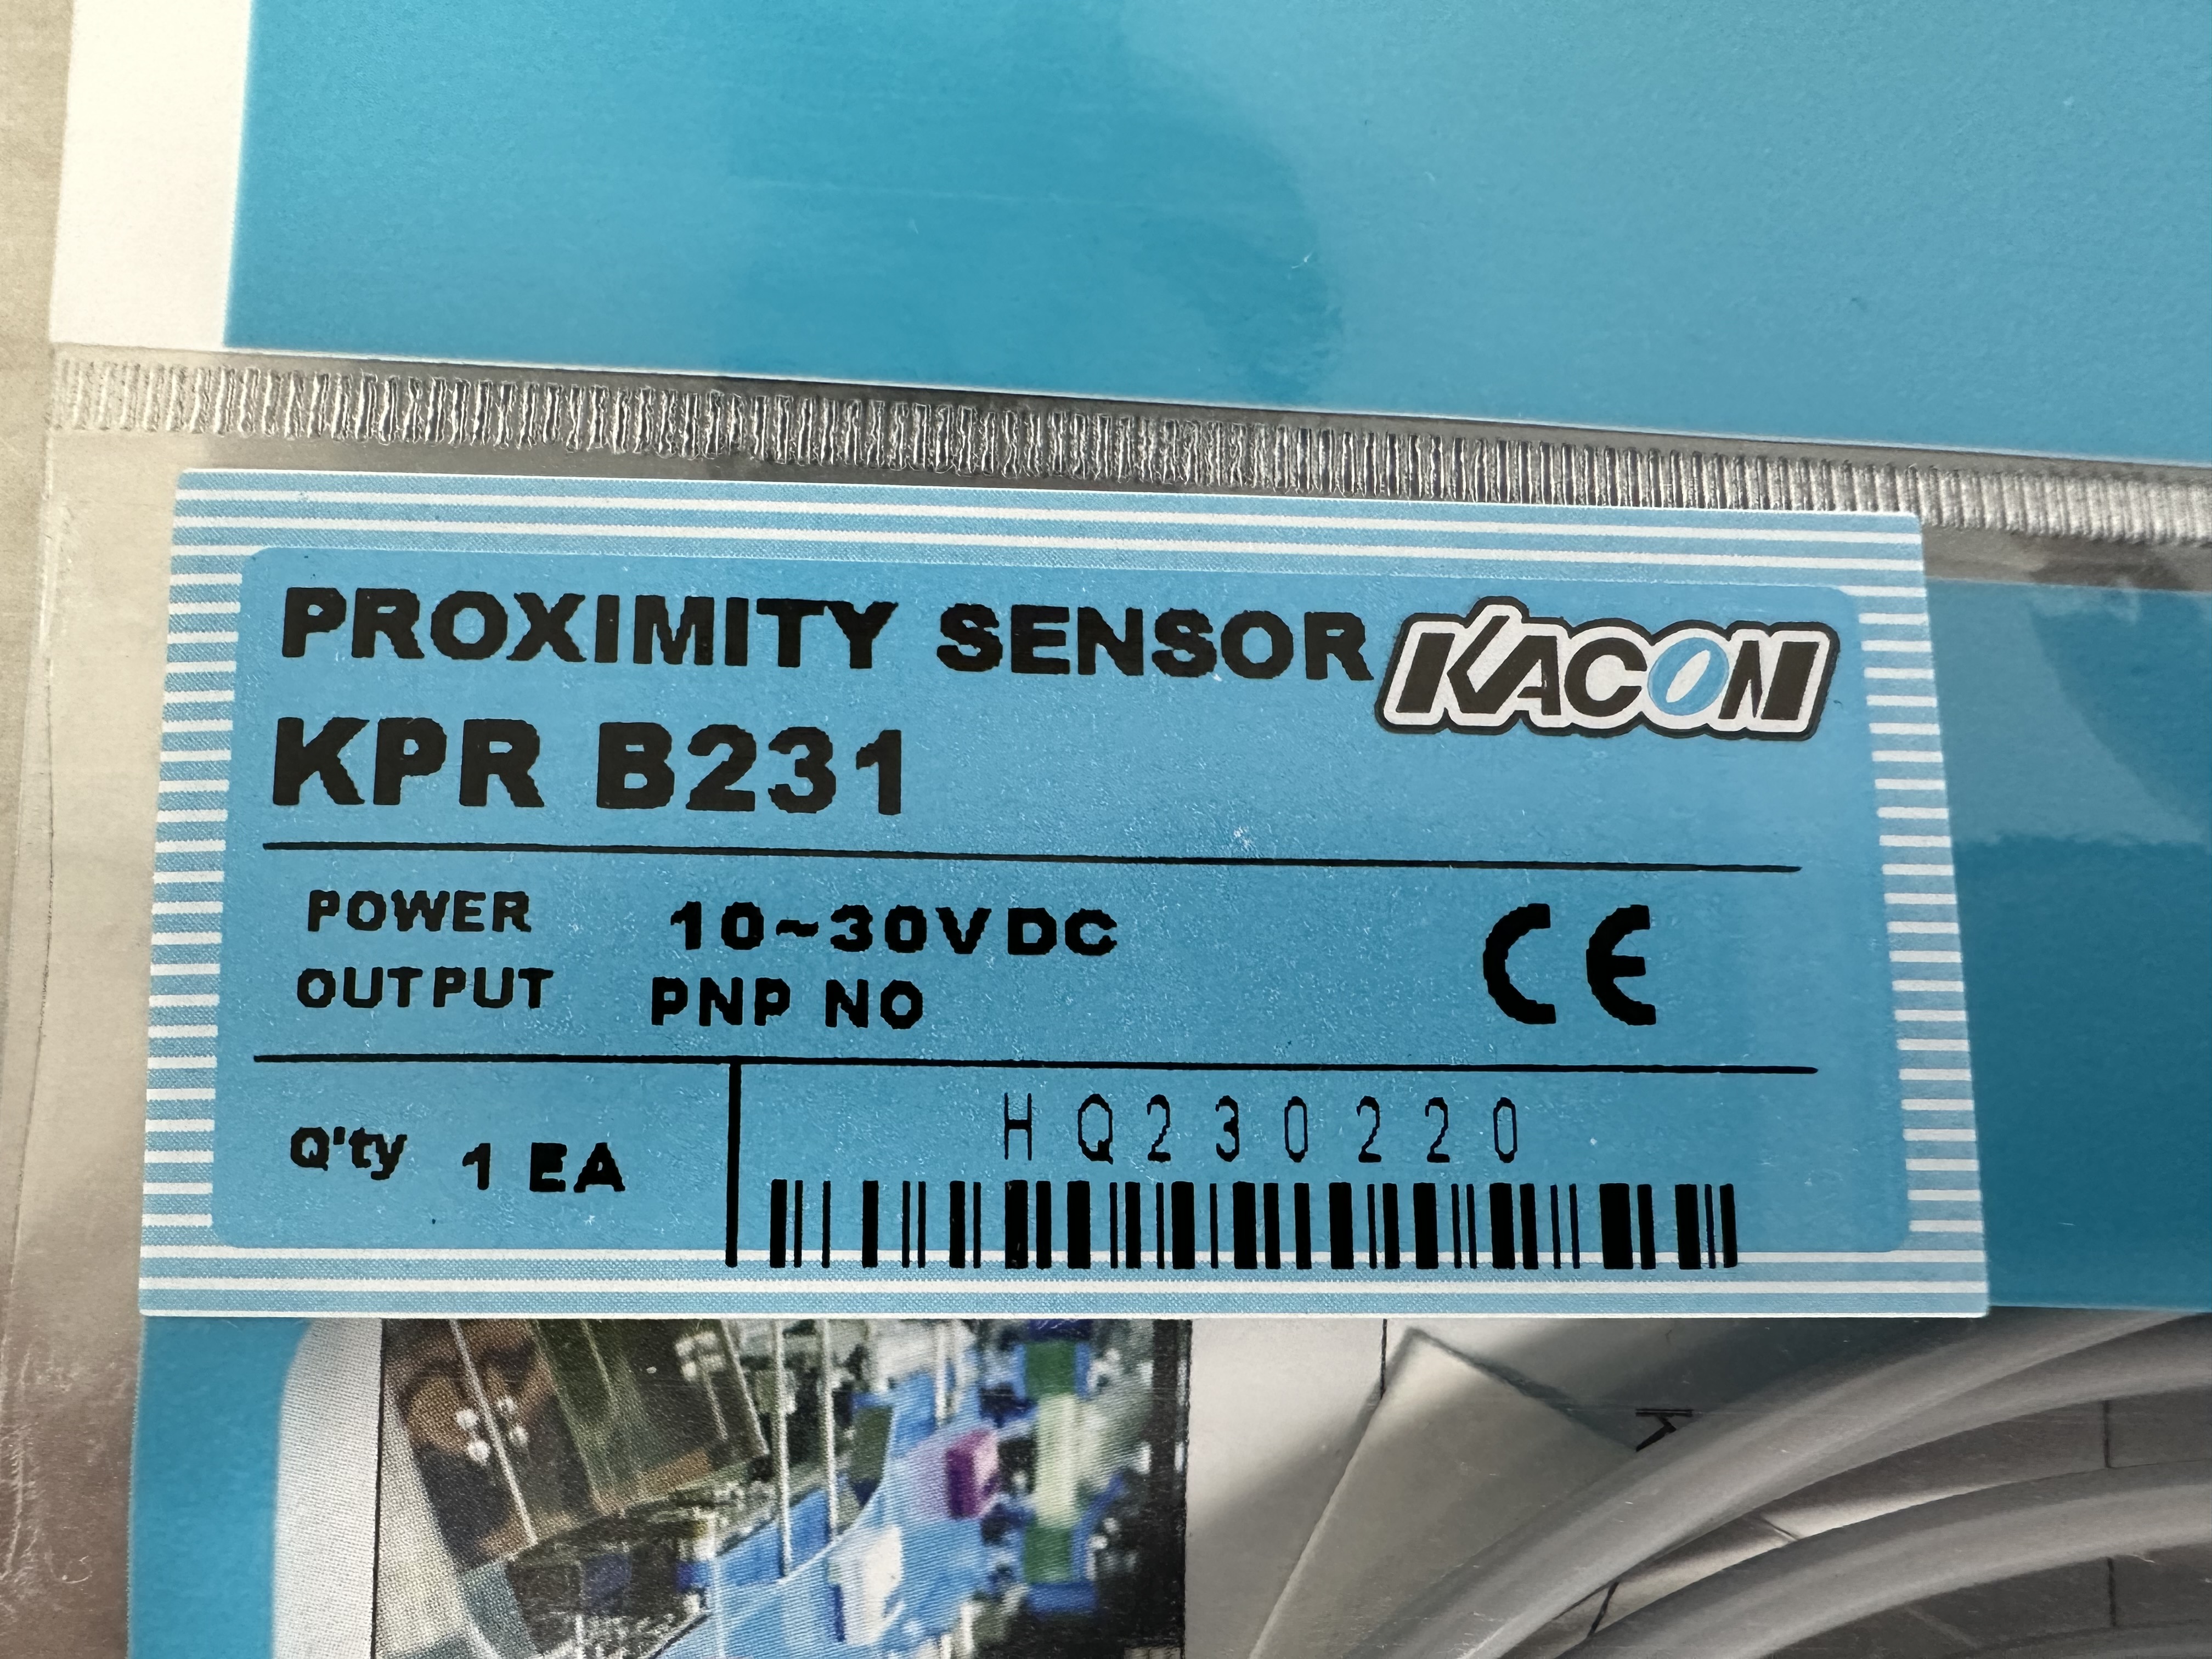 PROXIMITY SENSOR KACON
KPR B231
POWER 10~30VDC
OUTPUT PNP NO
CE
Q'ty 1 EA
HQ230220
K